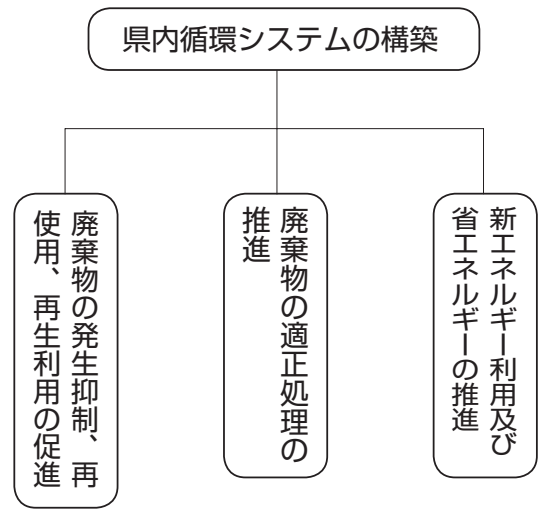 県内循環システムの構築
廃棄物の発生抑制、再
使用、再生利用の促進
廃棄物の適正処理の
推進
新エネルギー利用及び
省エネルギーの推進